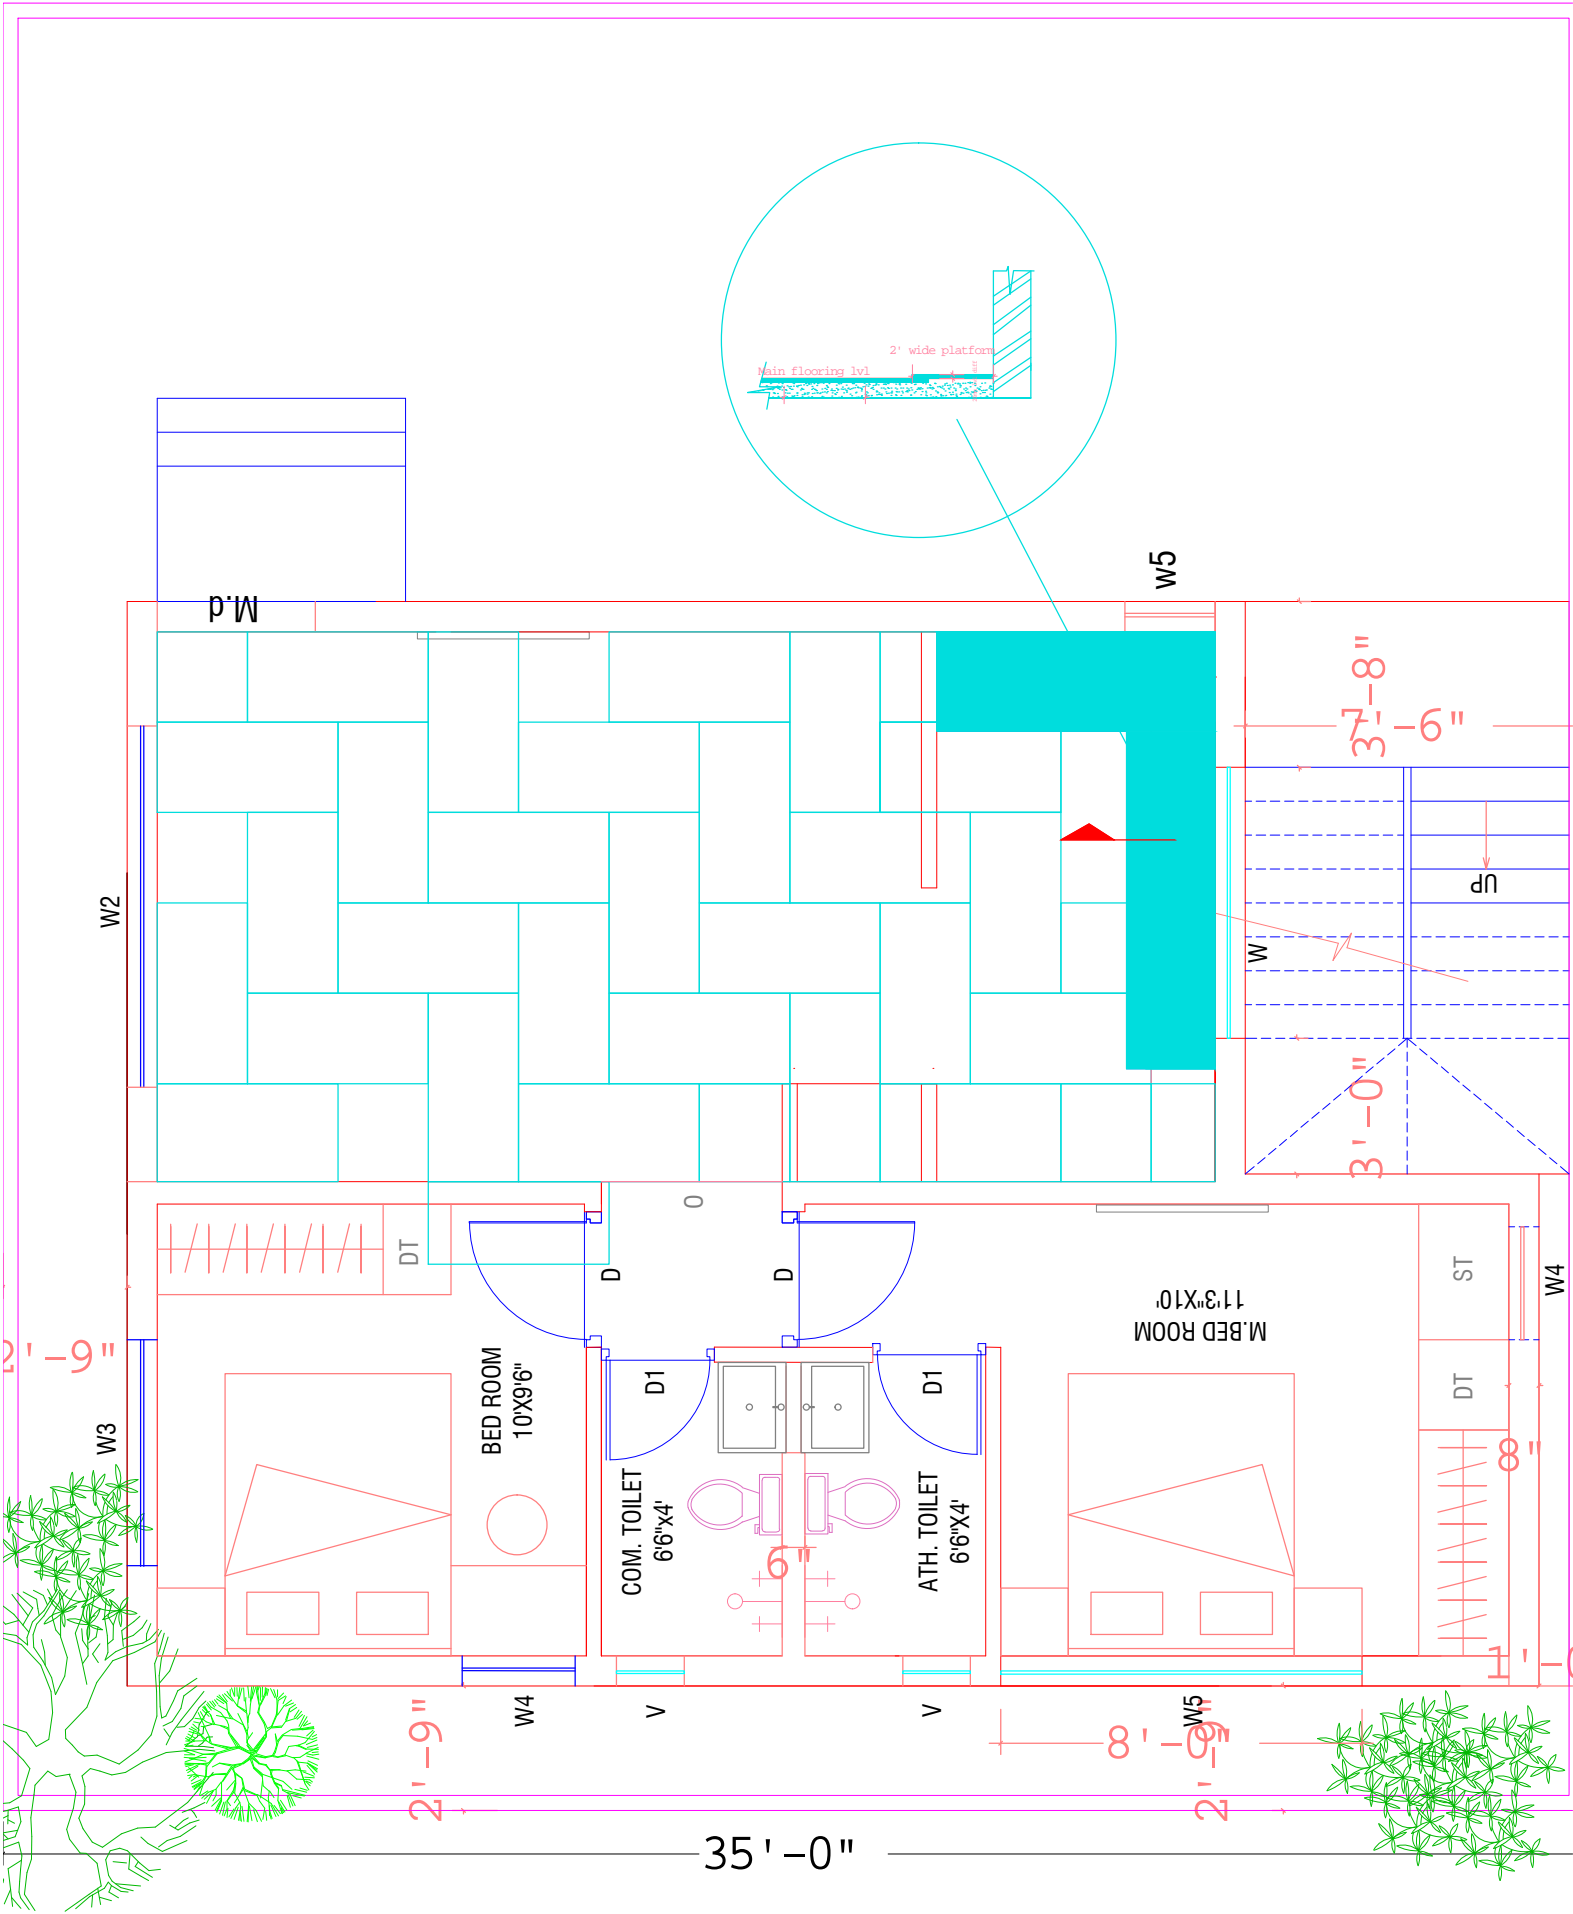 2' wide platform
Main flooring lvl
W5
M.d
3'-8"
7'-6"
UP
W2
W
3'-0"
O
DT
D
D
ST
W4
M.BED ROOM
11'3"X10'
2'-9"
BED ROOM
10'X9'6"
D1
D1
DT
W3
8"
COM. TOILET
6'6"X4'
ATH. TOILET
6'6"X4'
6"
W4
V
V
W5
2'-9"
8'-0"
2'-9"
35'-0"